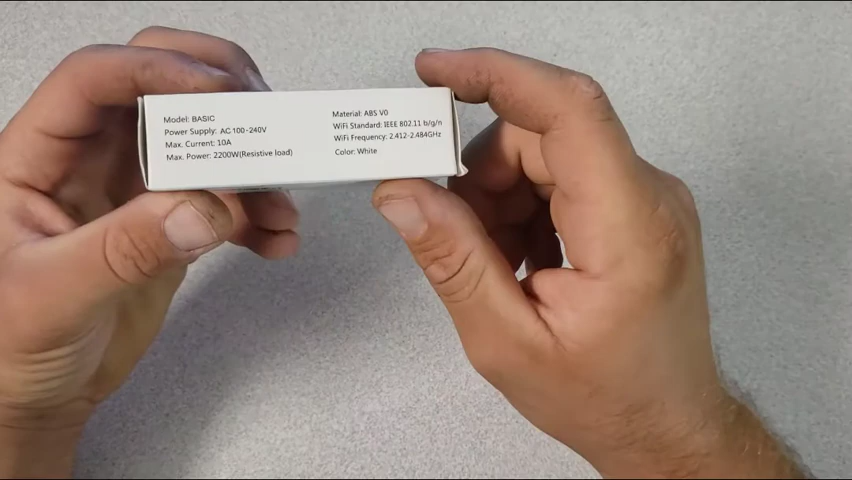 Model: BASIC
Power Supply: AC 100-240V
Max. Current: 10A
Max. Power: 2200W(Resistive load)
Material: ABS V0
WiFi Standard: IEEE 802.11 b/g/n
WiFi Frequency: 2.412-2.484GHz
Color: White